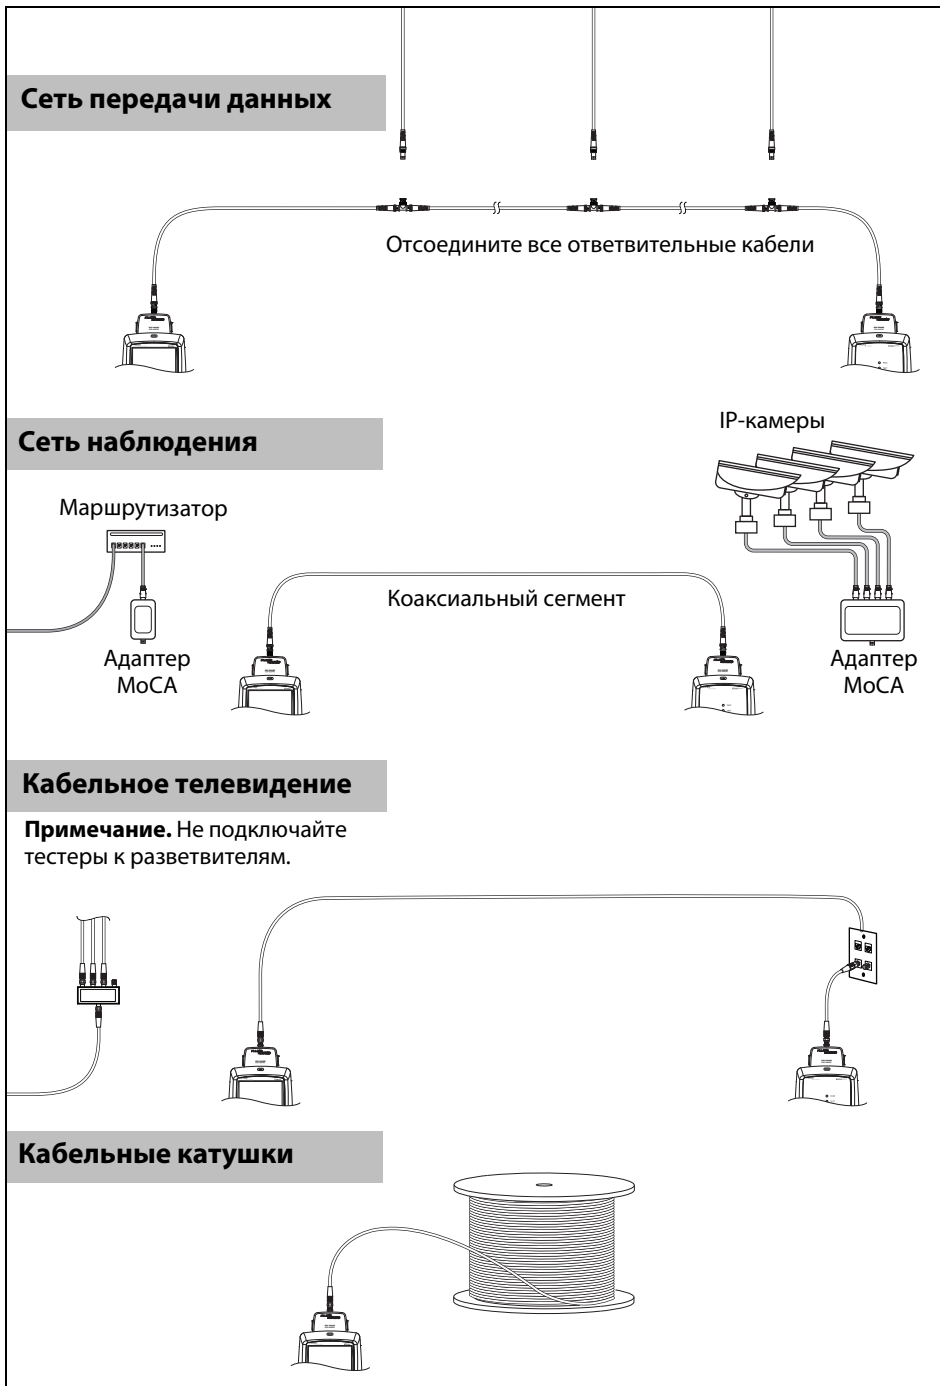 Сеть передачи данных
Отсоедините все ответвительные кабели
Сеть наблюдения
IP-камеры
Маршрутизатор
Коаксиальный сегмент
Адаптер
MoCA
Адаптер
MoCA
Кабельное телевидение
Примечание. Не подключайте
тестеры к разветвителям.
Кабельные катушки